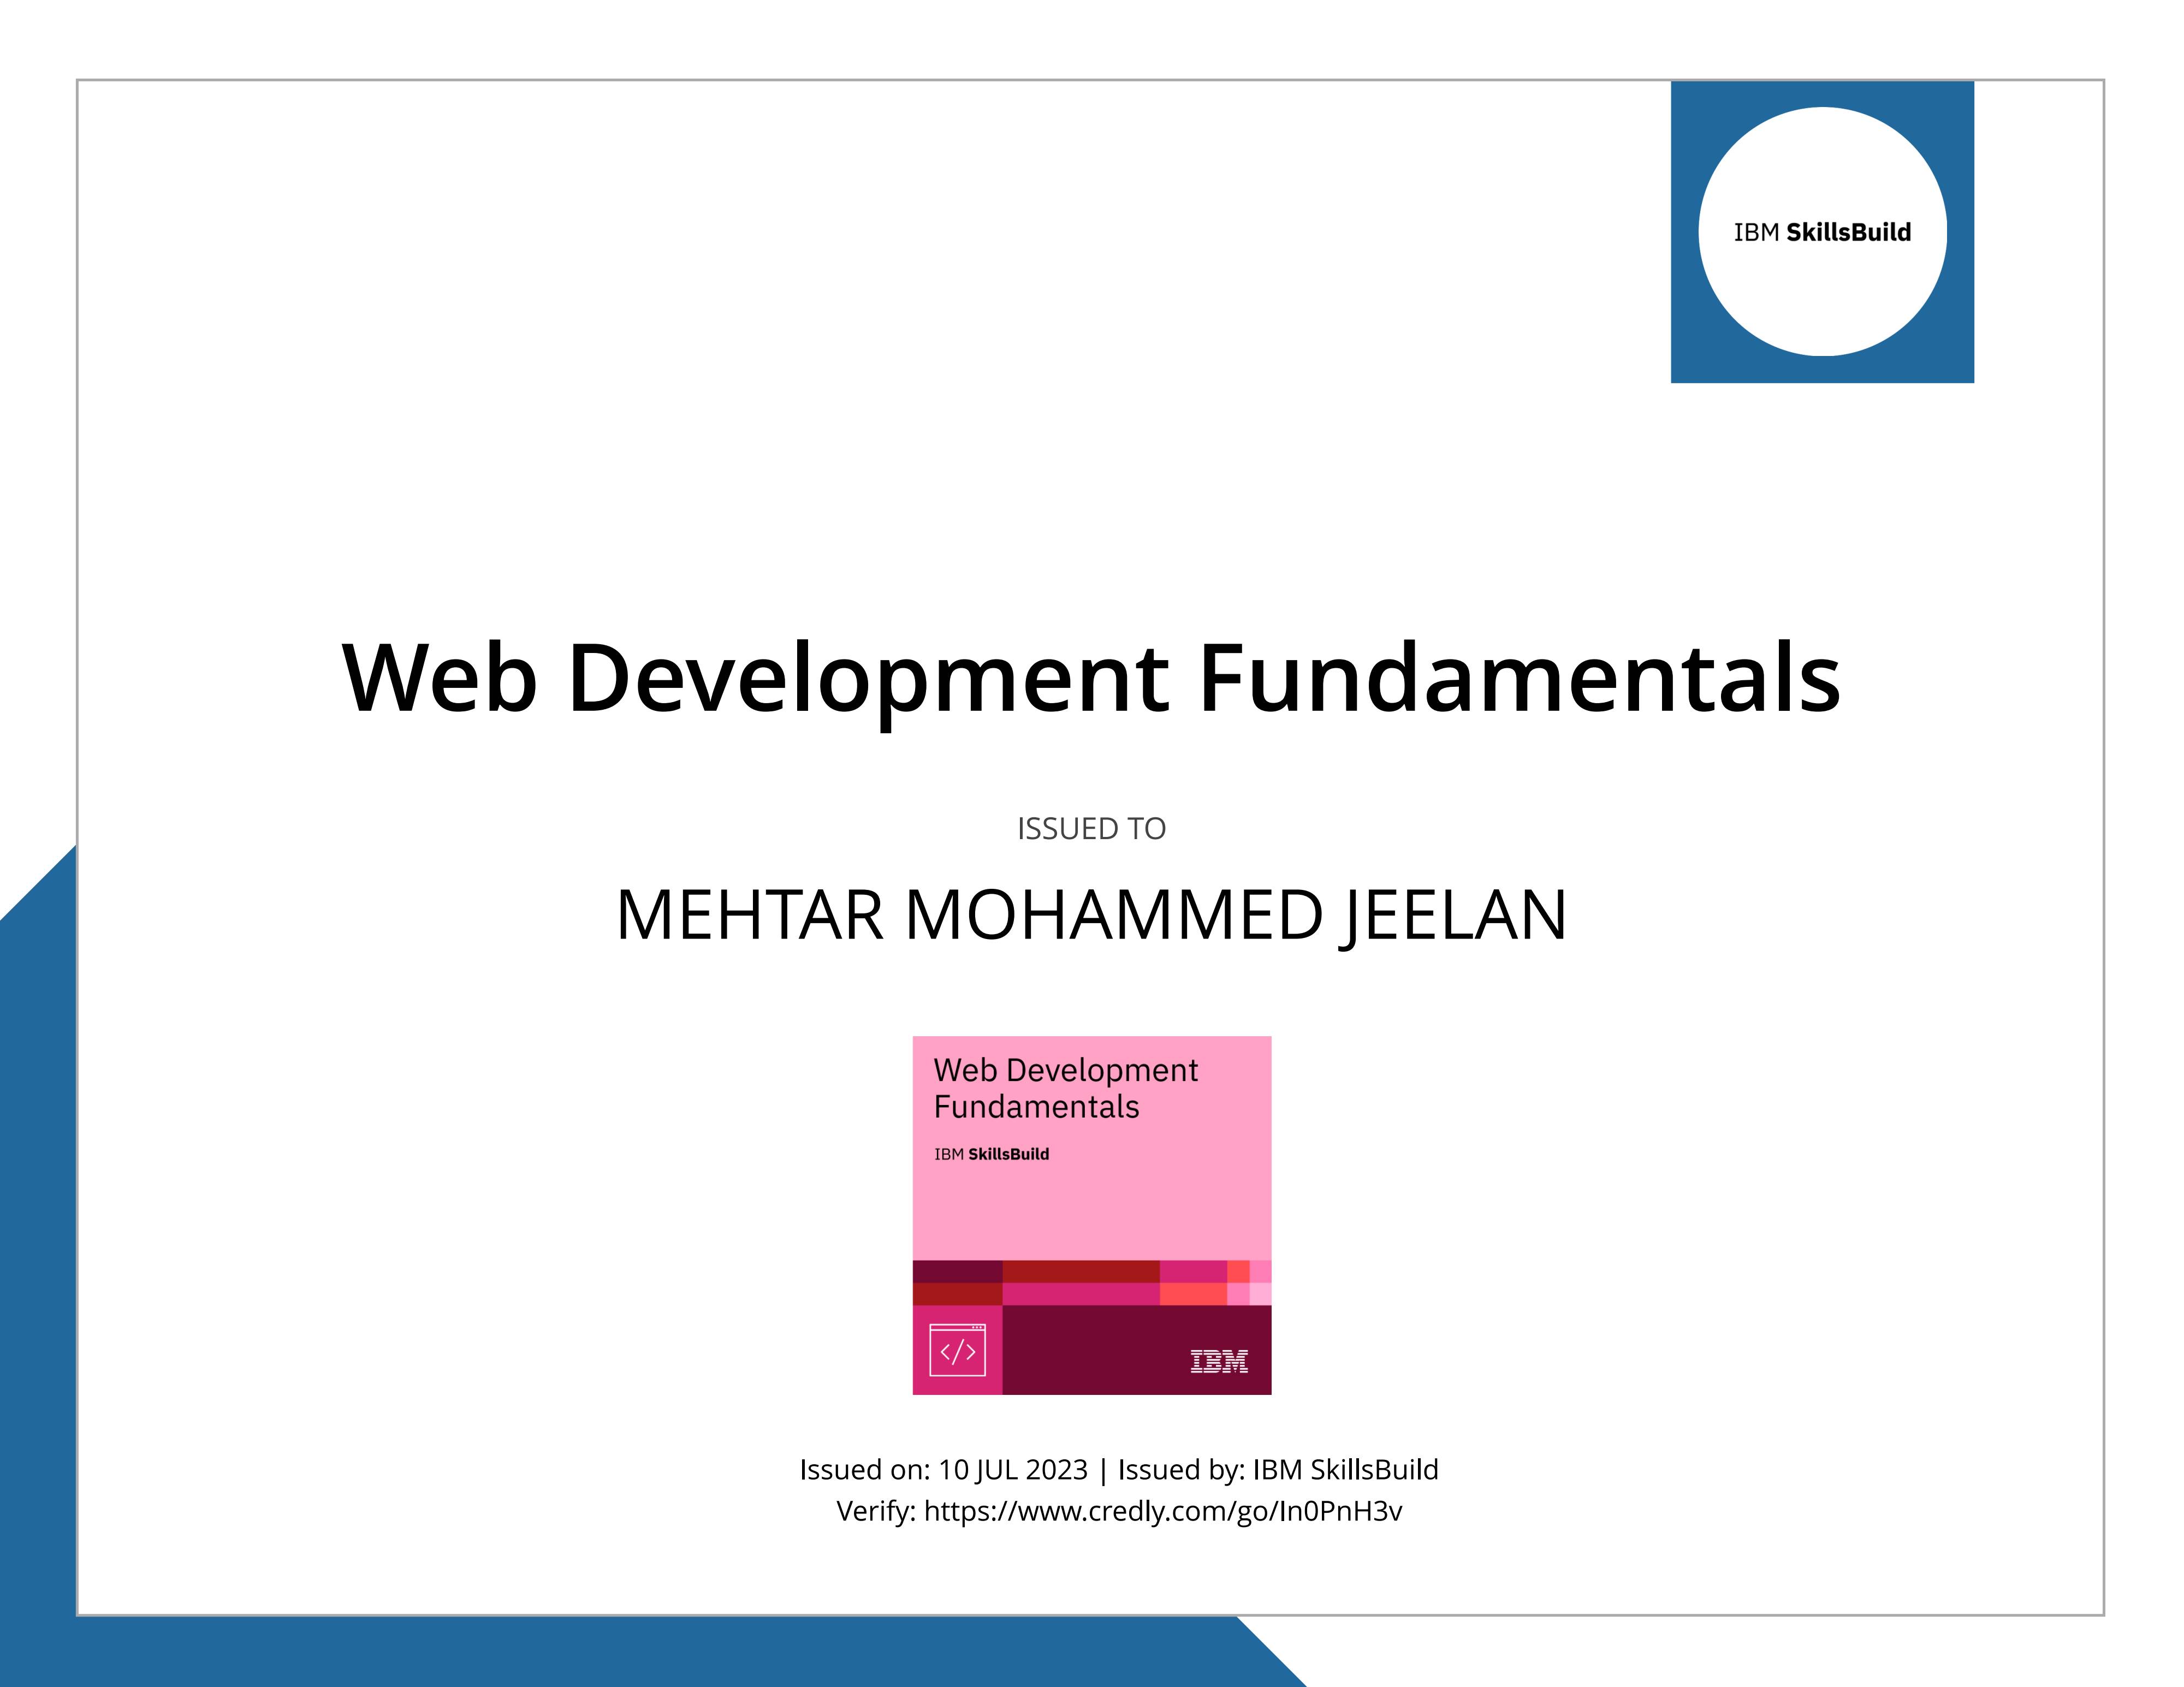 IBM SkillsBuild
Web Development Fundamentals
ISSUED TO
MEHTAR MOHAMMED JEELAN
Web Development
Fundamentals
IBM SkillsBuild
</>
IBM
Issued on: 10 JUL 2023 | Issued by: IBM SkillsBuild
Verify: https://www.credly.com/go/In0PnH3v